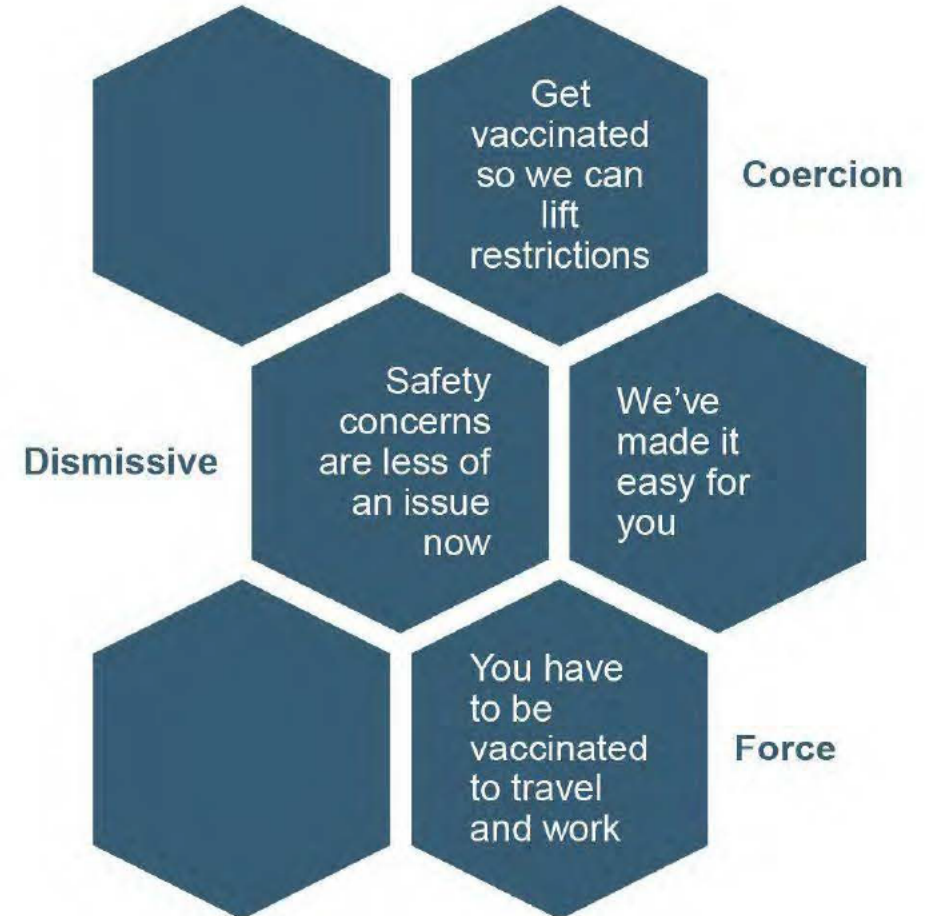 Get
vaccinated
so we can
lift
restrictions
Coercion
Dismissive
Safety
concerns
are less of
an issue
now
We've
made it
easy for
you
You have
to be
vaccinated
to travel
and work
Force